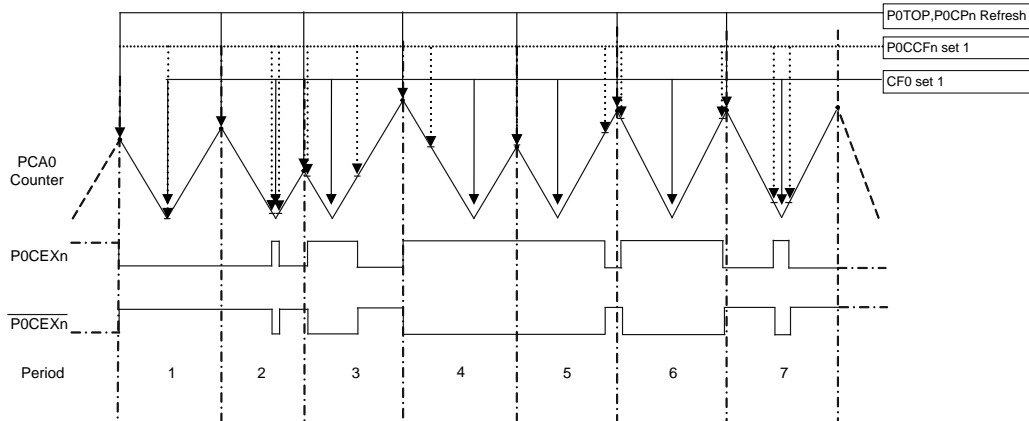 P0TOP,P0CPn Refresh
P0CCFn set 1
CF0 set 1
PCA0
Counter
P0CEXn
P0CEXn
Period
1
2
3
4
5
6
7